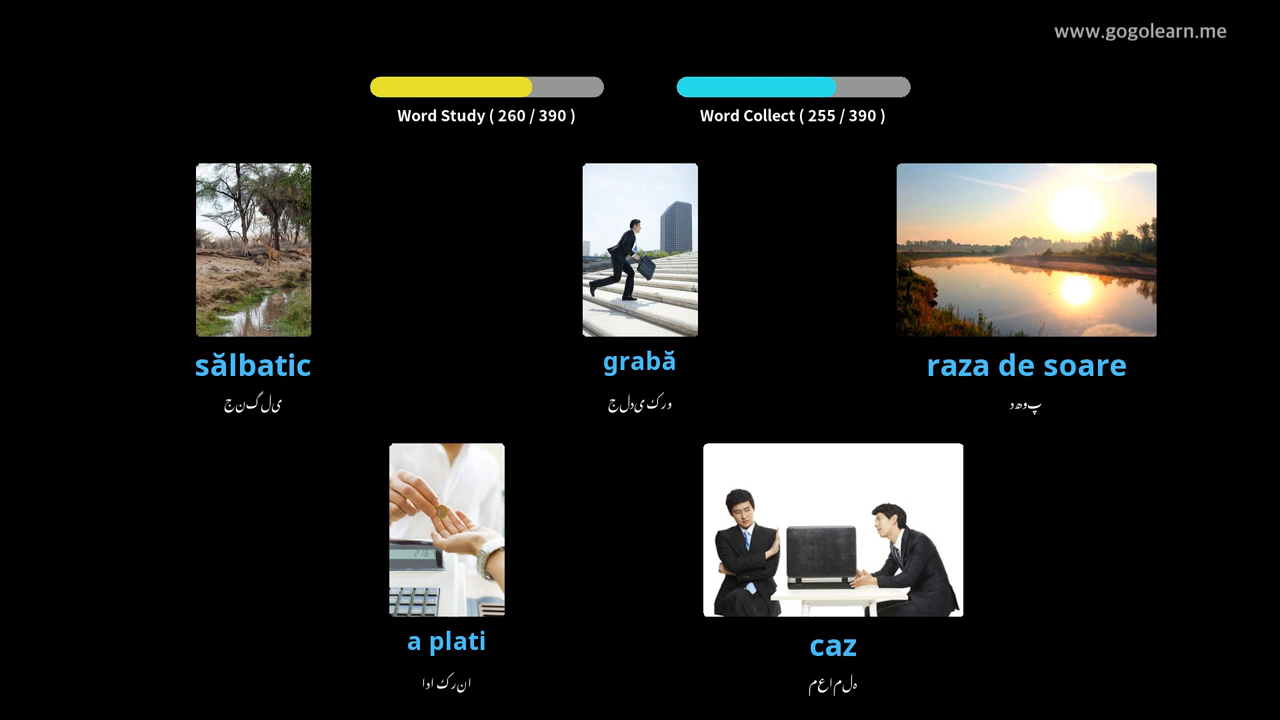 www.gogolearn.me
Word Study ( 260 / 390 )
Word Collect ( 255 / 390 )
sălbatic
جنگلی
grabă
جلدی کرو
raza de soare
دھوپ
a plati
ادا کرنا
caz
معاملہ